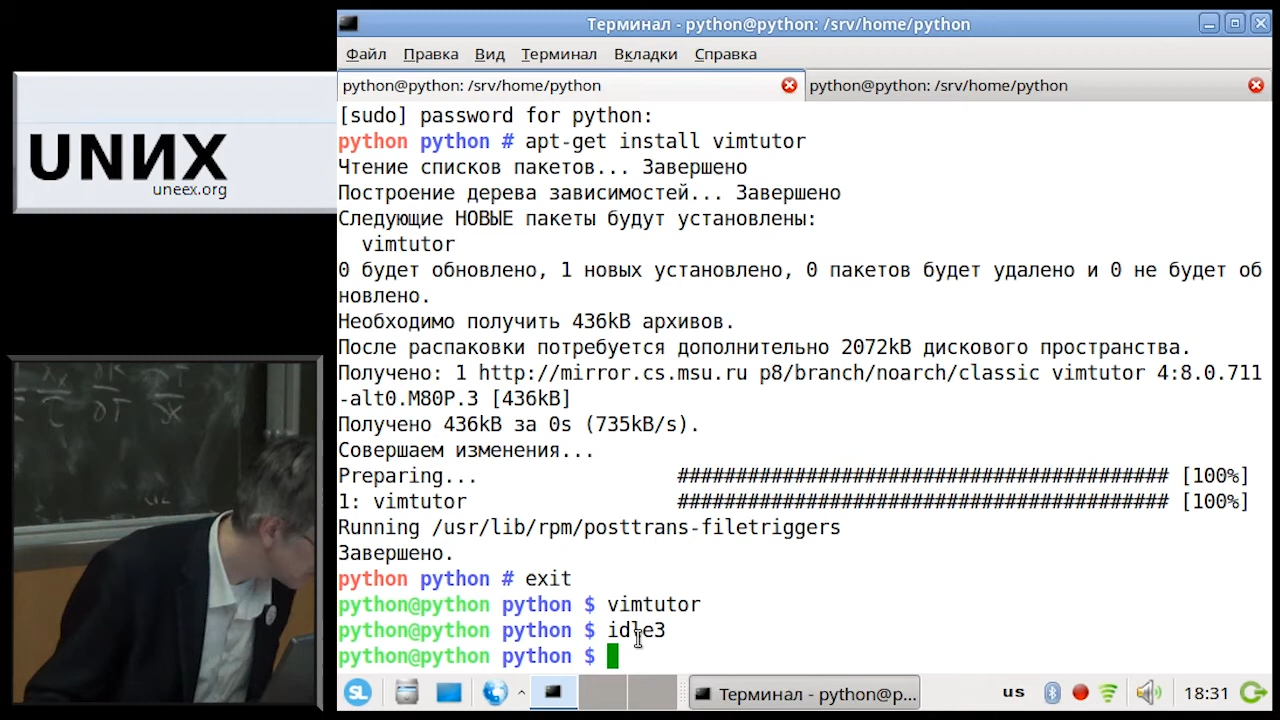 UNИX
uneex.org
Терминал - python@python: /srv/home/python
Файл Правка Вид Терминал Вкладки Справка
python@python: /srv/home/python python@python: /srv/home/python
[sudo] password for python:
python python # apt-get install vimtutor
Чтение списков пакетов... Завершено
Построение дерева зависимостей... Завершено
Следующие НОВЫЕ пакеты будут установлены:
vimtutor
0 будет обновлено, 1 новых установлено, 0 пакетов будет удалено и 0 не будет об
новлено.
Необходимо получить 436kB архивов.
После распаковки потребуется дополнительно 2072kB дискового пространства.
Получено: 1 http://mirror.cs.msu.ru p8/branch/noarch/classic vimtutor 4:8.0.711
-alt0.M80P.3 [436kB]
Получено 436kB за 0s (735kB/s).
Совершаем изменения...
Preparing... ########################################## [100%]
1: vimtutor ########################################## [100%]
Running /usr/lib/rpm/posttrans-filetriggers
Завершено.
python python # exit
python@python python $ vimtutor
python@python python $ idle3
python@python python $
SL Терминал - python@p... us 18:31